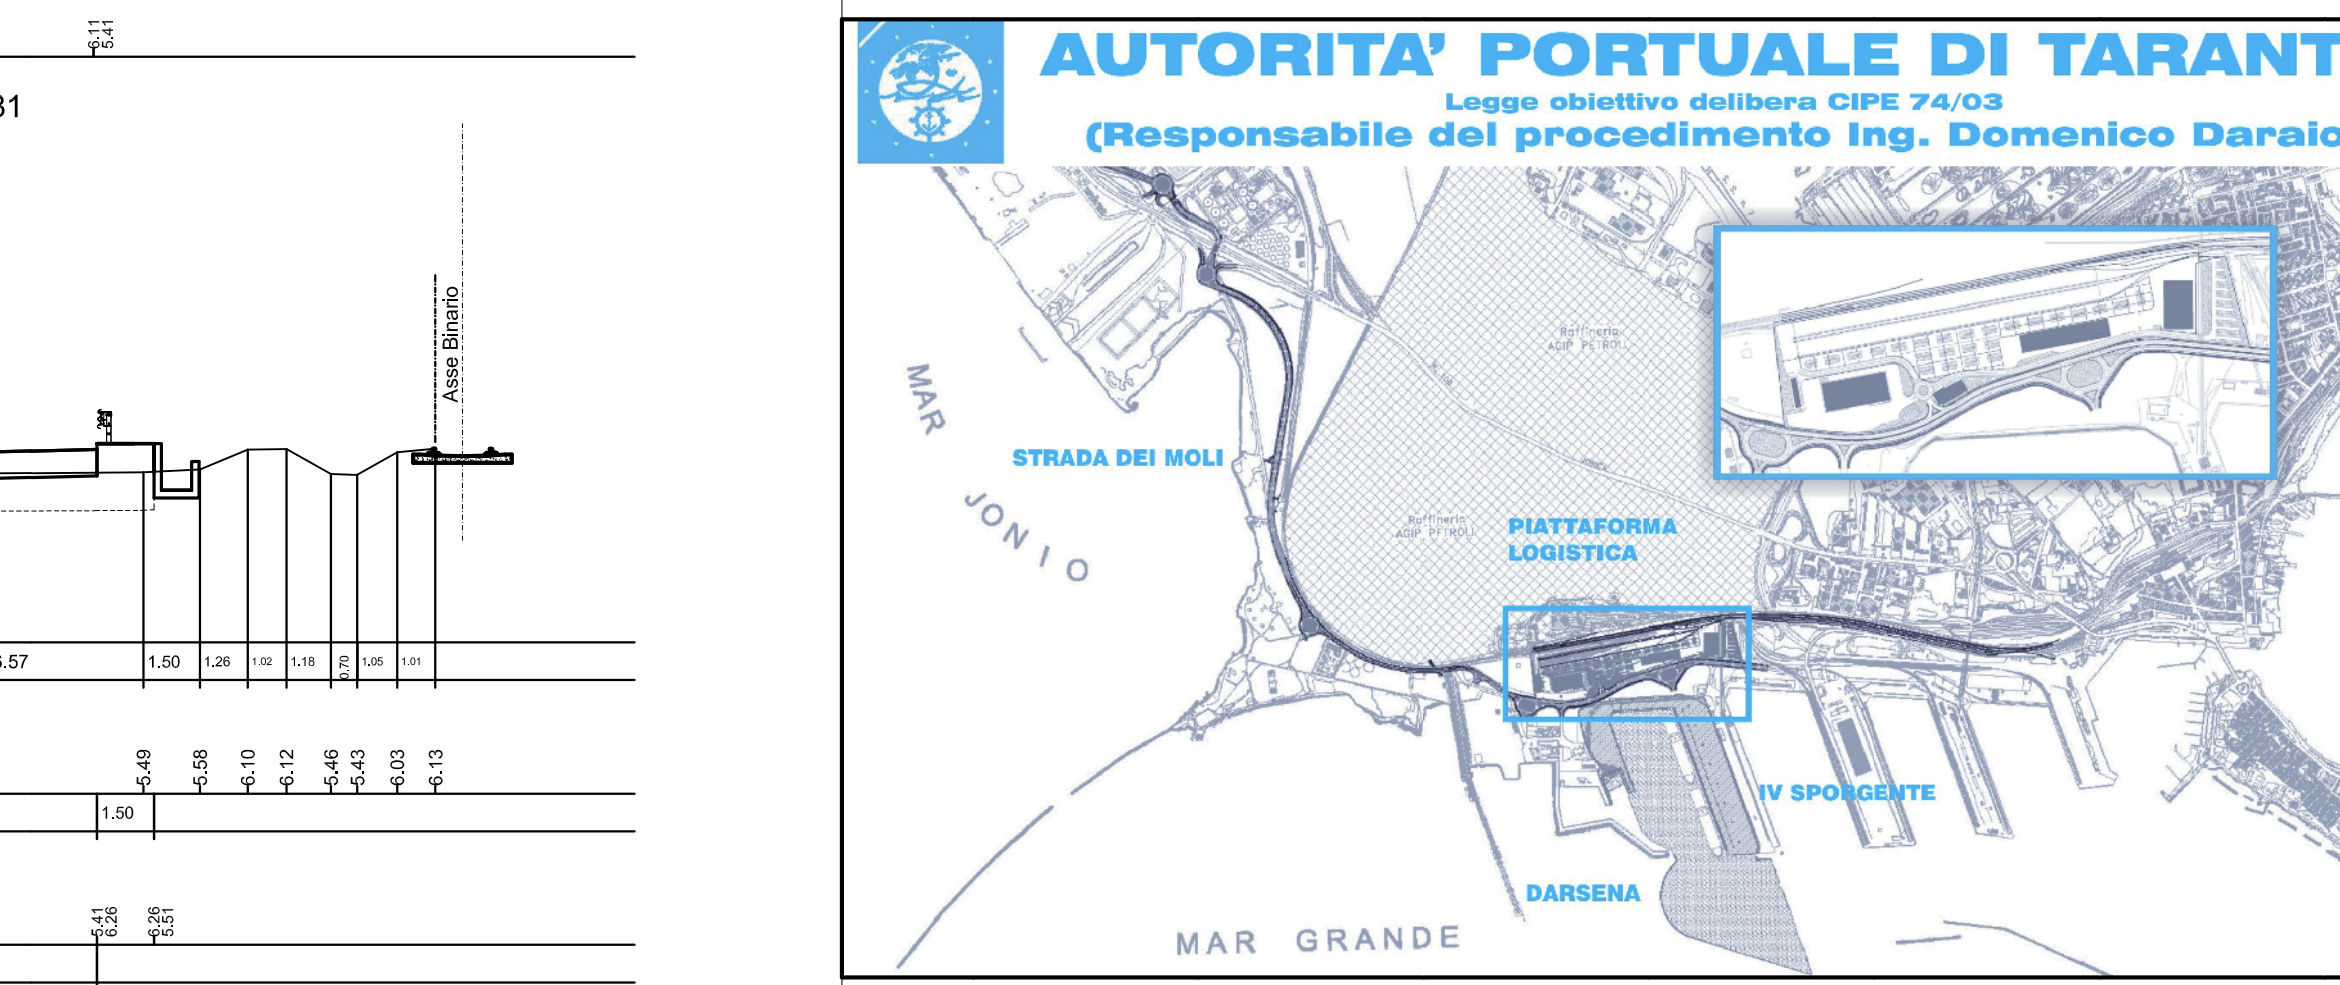 6.11
5.41
31
Asse Binario
6.57
1.50
1.26
1.02
1.18
0.70
1.05
1.01
5.49
5.58
6.10
6.12
5.46
5.43
6.03
6.13
1.50
5.41
6.26
6.26
5.51
AUTORITA' PORTUALE DI TARANT
Legge obiettivo delibera CIPE 74/03
(Responsabile del procedimento Ing. Domenico Daraio
Raffineria
AGIP PETROLI
MAR
JONIO
STRADA DEI MOLI
Raffineria
AGIP PETROLI
PIATTAFORMA
LOGISTICA
IV SPORGENTE
DARSENA
MAR GRANDE